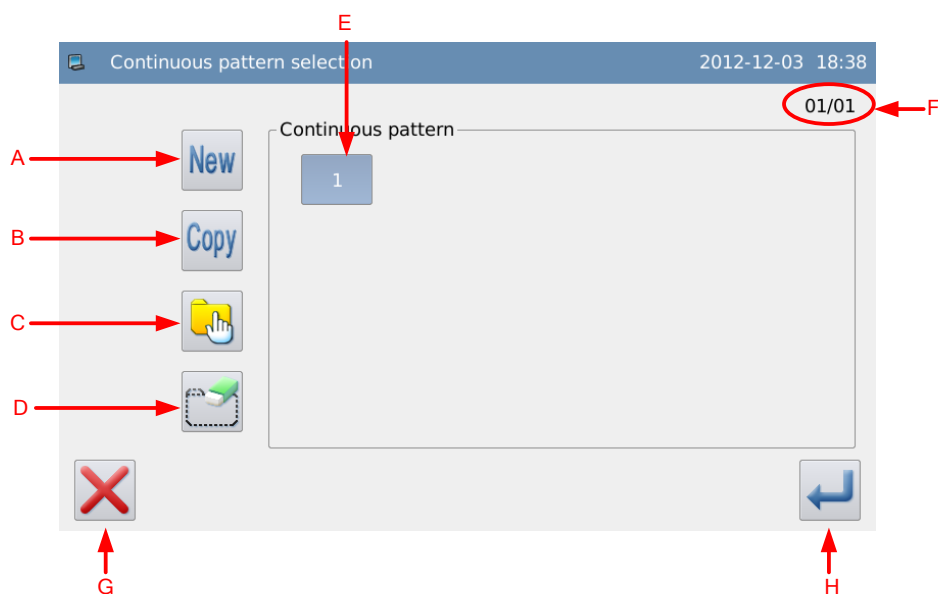 E
Continuous pattern selection 2012-12-03 18:38
01/01 F
Continuous pattern
A New 1
B Copy
C
D
G H